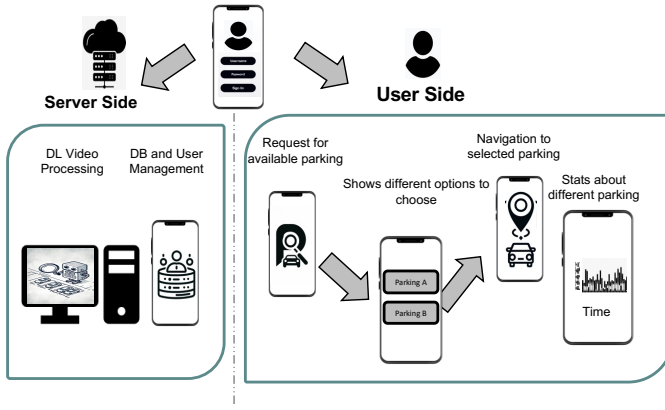 Username
Password
Sign In
Server Side
User Side
DL Video
Processing
DB and User
Management
Request for
available parking
Shows different options to
choose
Navigation to
selected parking
Stats about
different parking
Parking A
Parking B
Time